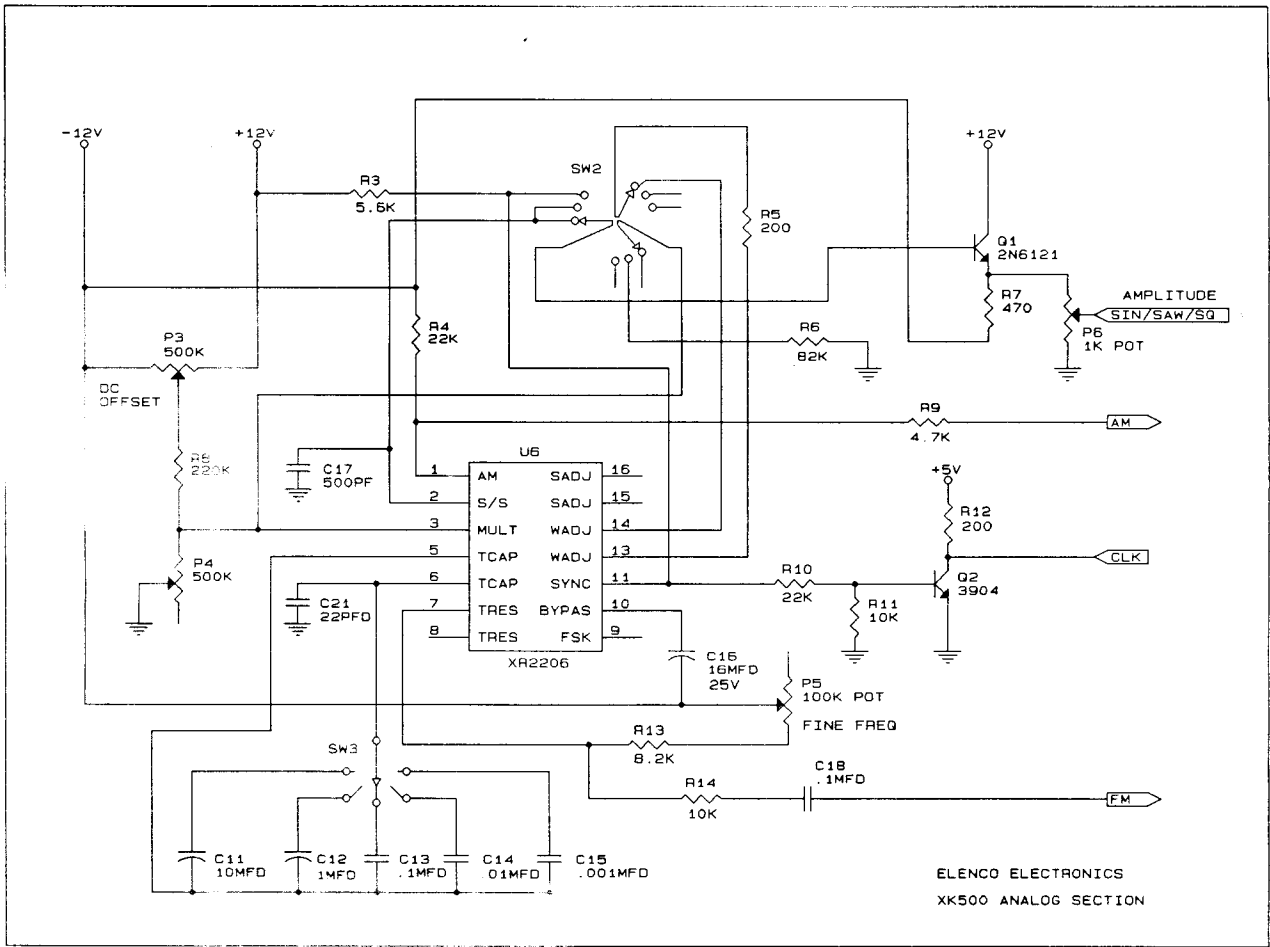 -12V
+12V
+12V
SW2
R3
5.6K
R5
200
Q1
2N6121
R7
470
AMPLITUDE
SIN/SAW/SQ
P6
1K POT
R4
22K
R6
82K
P3
500K
DC
OFFSET
R9
4.7K
AM
R8
220K
C17
500PF
U6
1 AM SADJ 16
2 S/S SADJ 15
3 MULT WADJ 14
5 TCAP WADJ 13
6 TCAP SYNC 11
7 TRES BYPAS 10
8 TRES FSK 9
XR2206
+5V
R12
200
CLK
P4
500K
C21
22PFD
R10
22K
R11
10K
Q2
3904
C16
16MFD
25V
P5
100K POT
FINE FREQ
SW3
R13
8.2K
C18
.1MFD
R14
10K
FM
C11
10MFD
C12
1MFD
C13
.1MFD
C14
.01MFD
C15
.001MFD
ELENCO ELECTRONICS
XK500 ANALOG SECTION